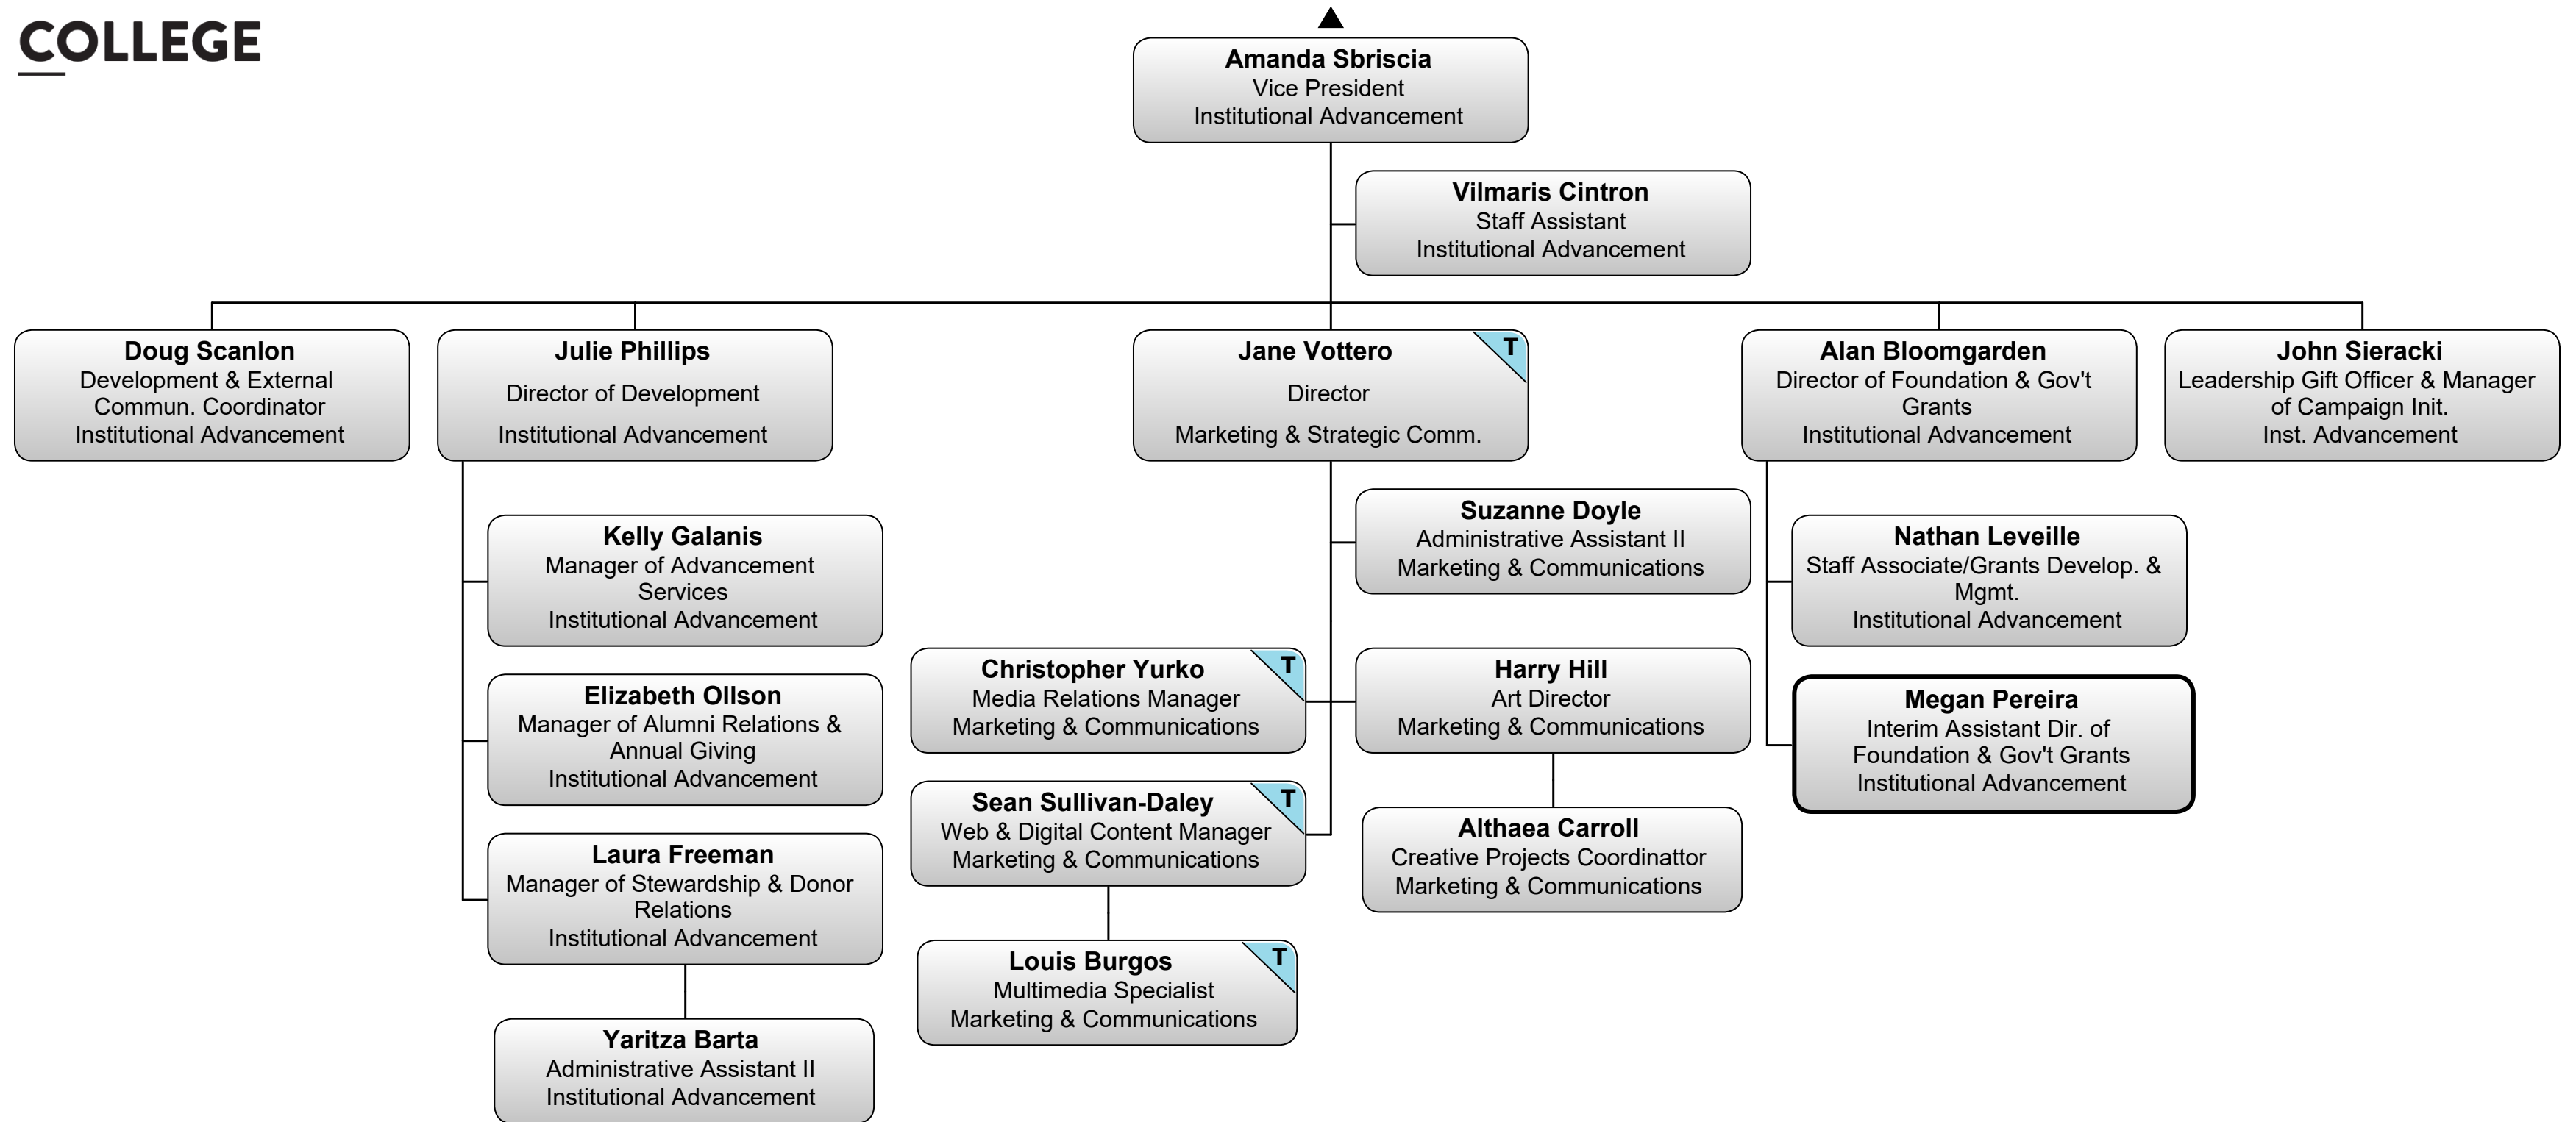 COLLEGE
Amanda Sbriscia
Vice President
Institutional Advancement
Vilmaris Cintron
Staff Assistant
Institutional Advancement
Doug Scanlon
Development & External
Commun. Coordinator
Institutional Advancement
Julie Phillips
Director of Development
Institutional Advancement
Jane Vottero
T
Director
Marketing & Strategic Comm.
Alan Bloomgarden
Director of Foundation & Gov't
Grants
Institutional Advancement
John Sieracki
Leadership Gift Officer & Manager
of Campaign Init.
Inst. Advancement
Kelly Galanis
Manager of Advancement
Services
Institutional Advancement
Elizabeth Ollson
Manager of Alumni Relations &
Annual Giving
Institutional Advancement
Laura Freeman
Manager of Stewardship & Donor
Relations
Institutional Advancement
Yaritza Barta
Administrative Assistant II
Institutional Advancement
Suzanne Doyle
Administrative Assistant II
Marketing & Communications
Christopher Yurko
T
Media Relations Manager
Marketing & Communications
Harry Hill
Art Director
Marketing & Communications
Sean Sullivan-Daley
T
Web & Digital Content Manager
Marketing & Communications
Althaea Carroll
Creative Projects Coordinattor
Marketing & Communications
Louis Burgos
T
Multimedia Specialist
Marketing & Communications
Nathan Leveille
Staff Associate/Grants Develop. &
Mgmt.
Institutional Advancement
Megan Pereira
Interim Assistant Dir. of
Foundation & Gov't Grants
Institutional Advancement